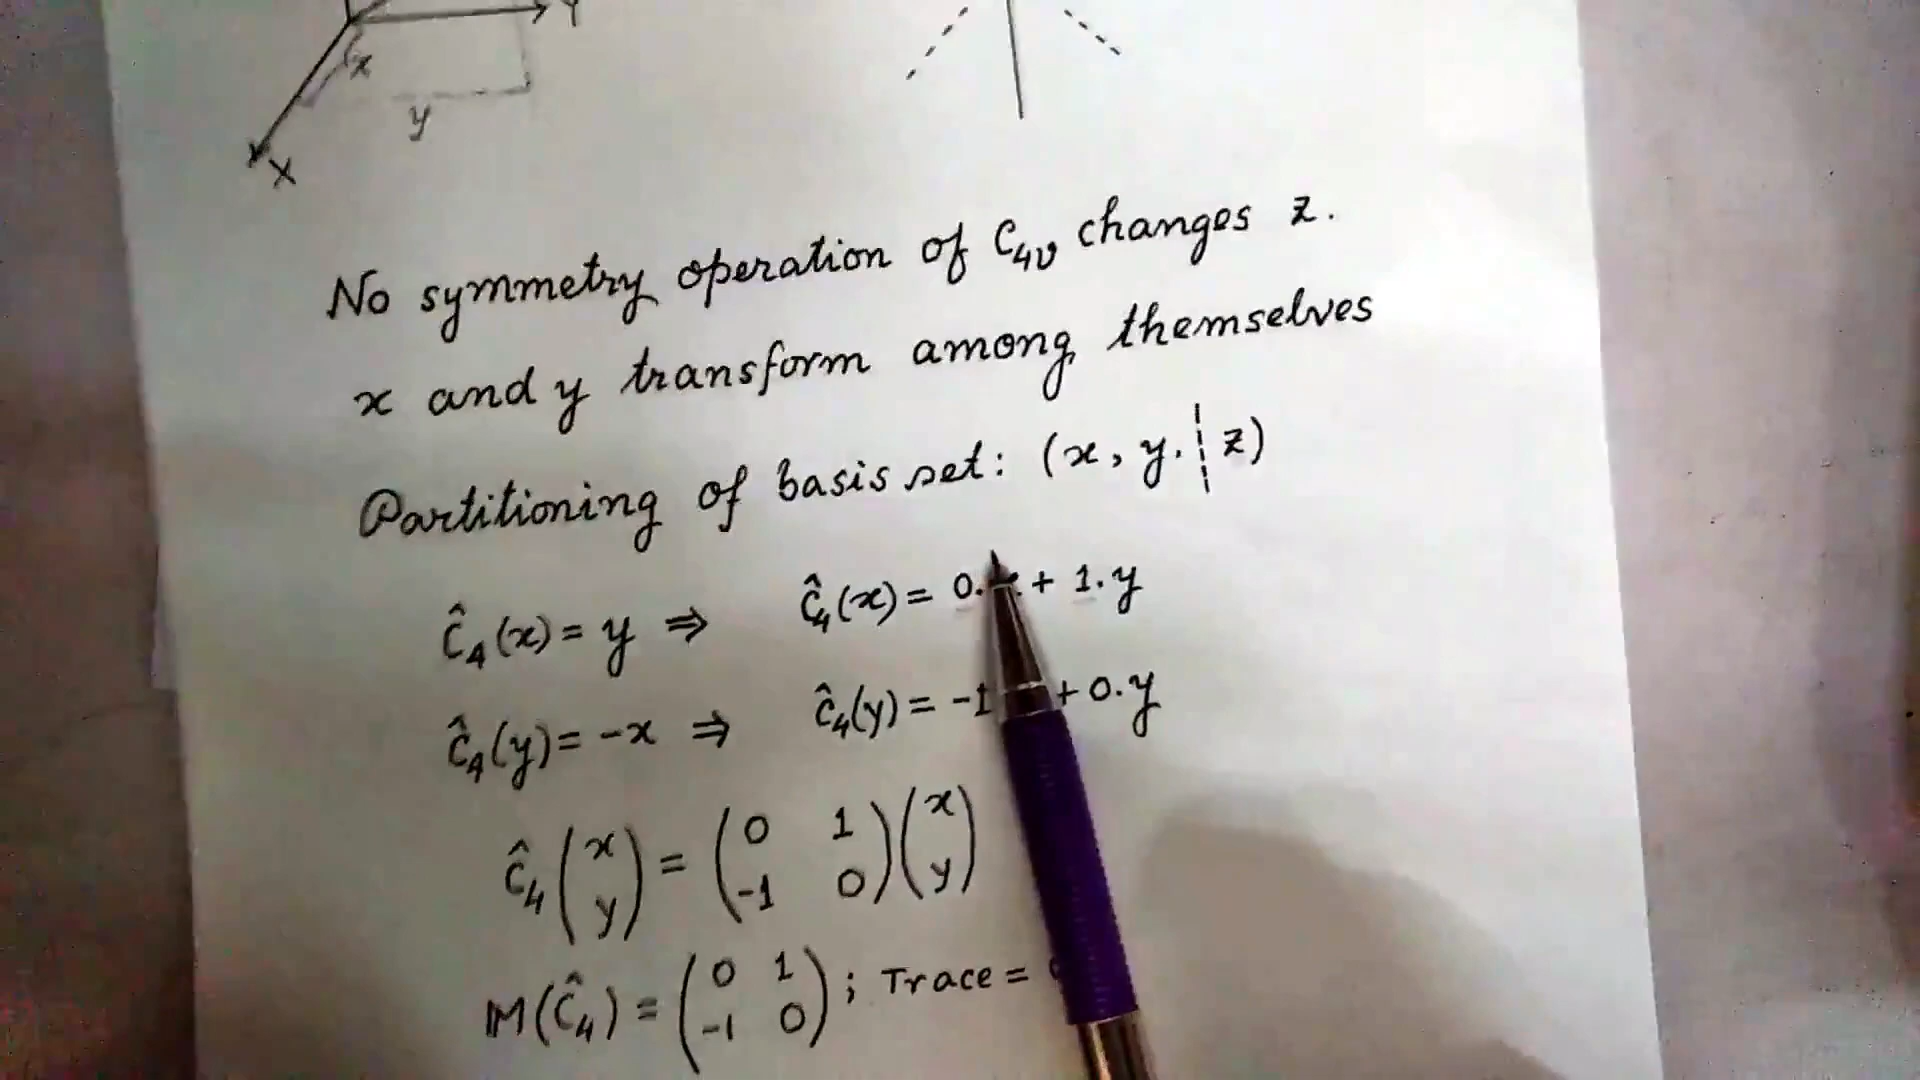 Y
x
y
X
No symmetry operation of C₄ᵥ changes z.
x and y transform among themselves
Partitioning of basis set: (x, y. ¦ z)
Ĉ₄(x) = y ⇒ Ĉ₄(x) = 0. + 1.y
Ĉ₄(y) = -x ⇒ Ĉ₄(y) = -1 + 0.y
Ĉ₄ (x y) = (0 1 -1 0) (x y)
M(Ĉ₄) = (0 1 -1 0) ; Trace =